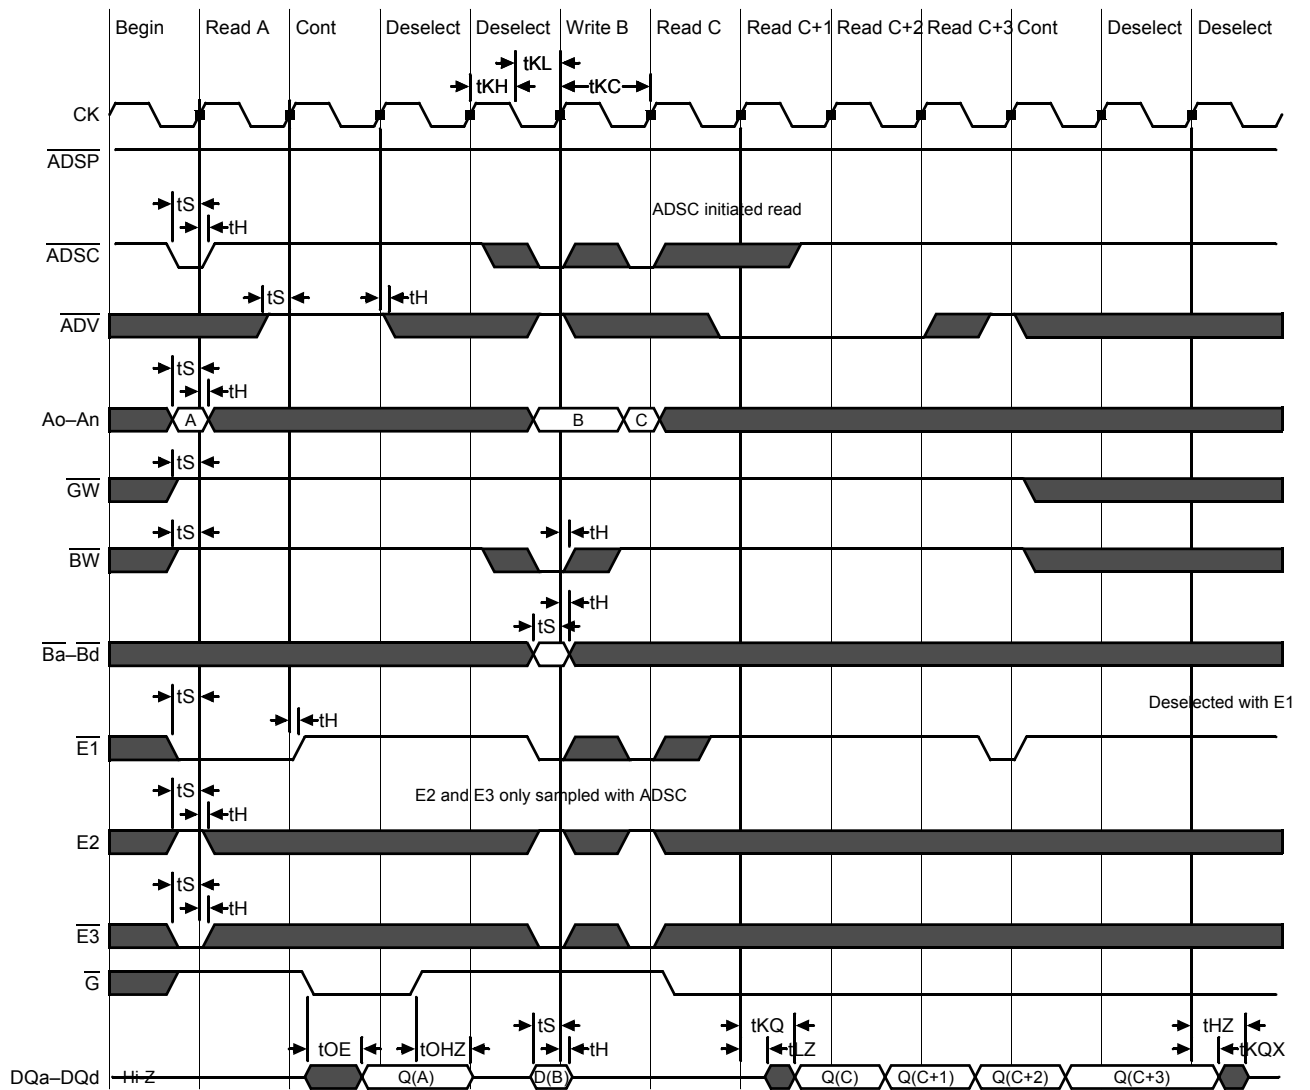 Begin Read A Cont Deselect Deselect Write B Read C Read C+1 Read C+2 Read C+3 Cont Deselect Deselect
tKL
tKH tKC
CK
ADSP
tS ADSC initiated read
tH
ADSC
tS tH
ADV
tS
tH
Ao–An A B C
tS
GW
tS tH
BW
tH
tS
Ba–Bd
tS Deselected with E1
tH
E1
tS E2 and E3 only sampled with ADSC
tH
E2
tS
tH
E3
G
tS tKQ tHZ
tOE tOHZ tH tLZ tKQX
DQa–DQd Hi-Z Q(A) D(B) Q(C) Q(C+1) Q(C+2) Q(C+3)